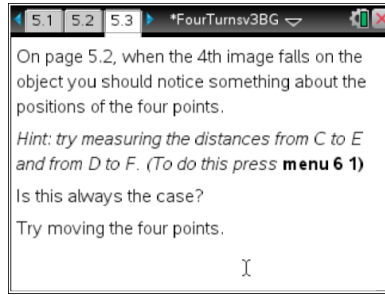 5.1 5.2 5.3 *FourTurnsv3BG
On page 5.2, when the 4th image falls on the
object you should notice something about the
positions of the four points.
Hint: try measuring the distances from C to E
and from D to F. (To do this press menu 6 1)
Is this always the case?
Try moving the four points.